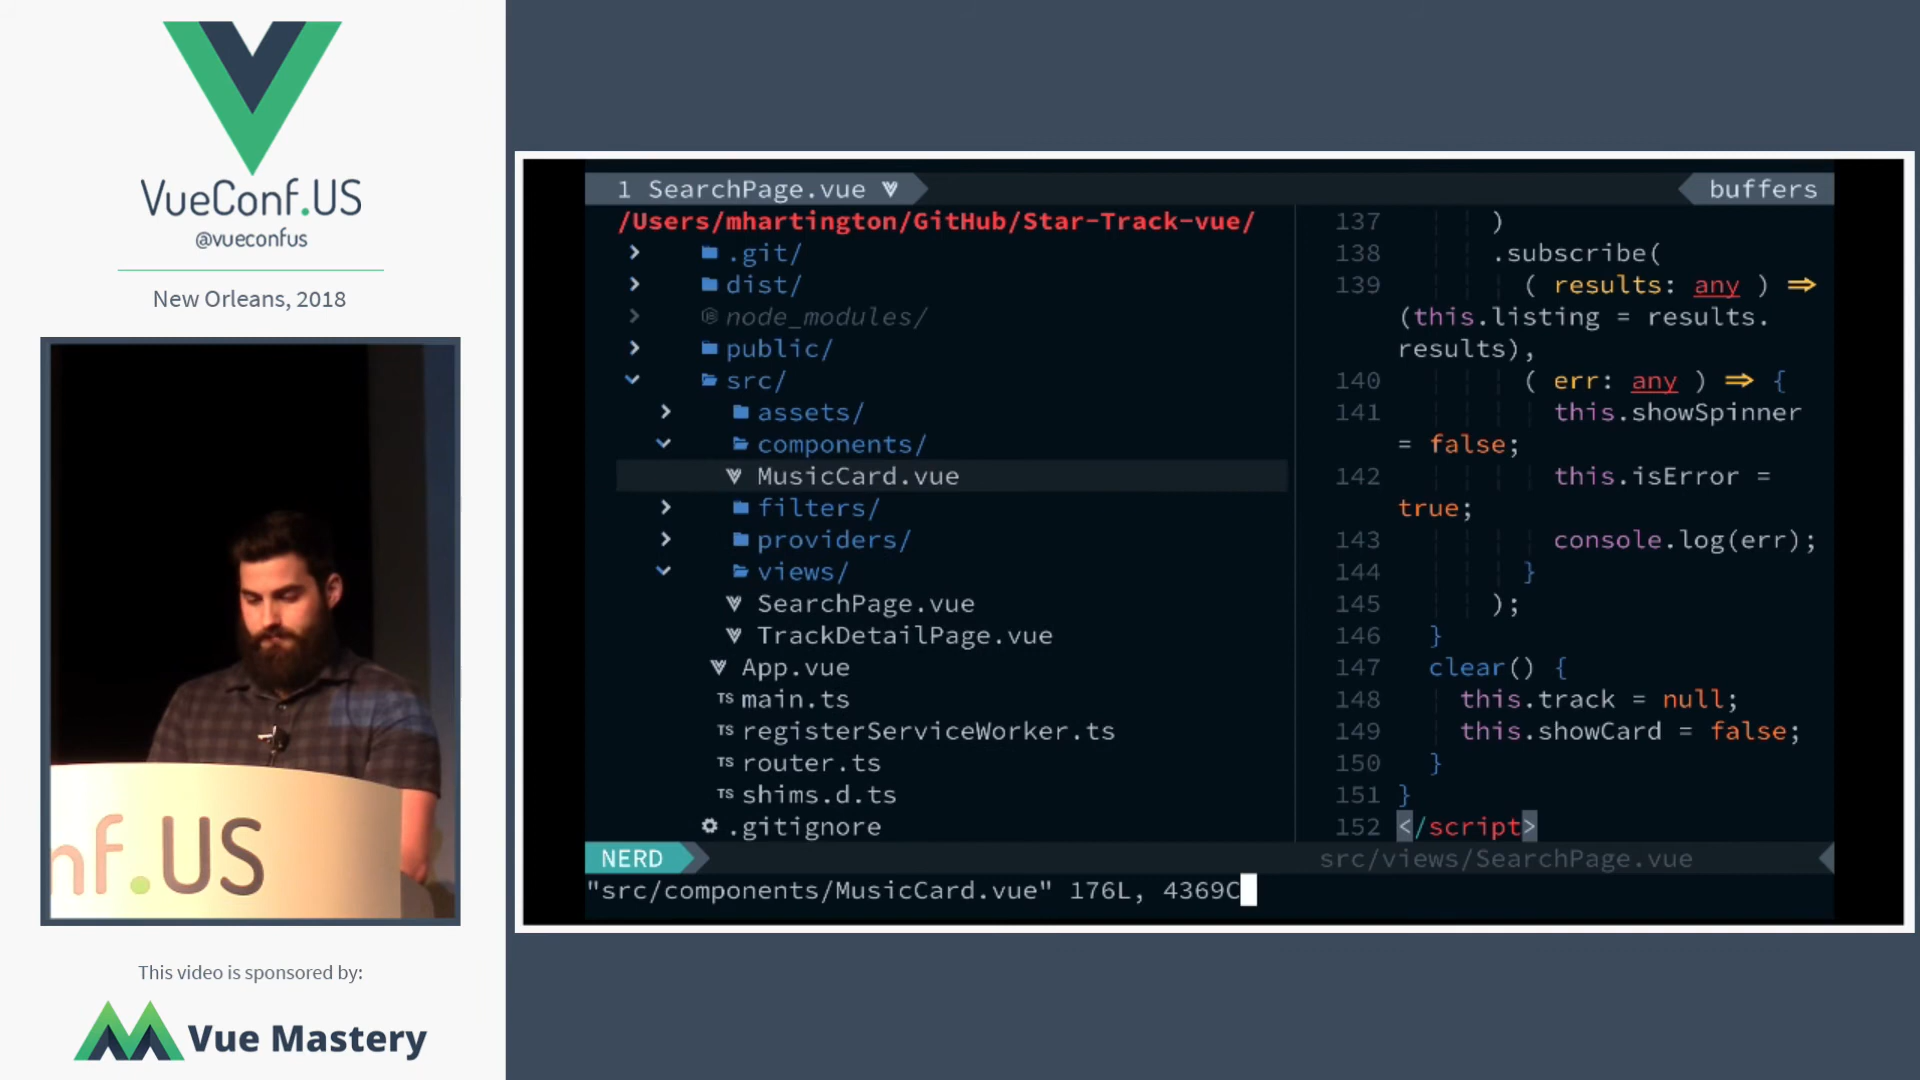 VueConf.US
@vueconfus
New Orleans, 2018
nf.US
This video is sponsored by:
Vue Mastery
1 SearchPage.vue
buffers
/Users/mhartington/GitHub/Star-Track-vue/
.git/
dist/
node_modules/
public/
src/
assets/
components/
MusicCard.vue
filters/
providers/
views/
SearchPage.vue
TrackDetailPage.vue
App.vue
TS main.ts
TS registerServiceWorker.ts
TS router.ts
TS shims.d.ts
.gitignore
137 )
138 .subscribe(
139 ( results: any ) ⇒
(this.listing = results.
results),
140 ( err: any ) ⇒ {
141 this.showSpinner
= false;
142 this.isError =
true;
143 console.log(err);
144 }
145 );
146 }
147 clear() {
148 this.track = null;
149 this.showCard = false;
150 }
151 }
152 </script>
NERD
src/views/SearchPage.vue
"src/components/MusicCard.vue" 176L, 4369C